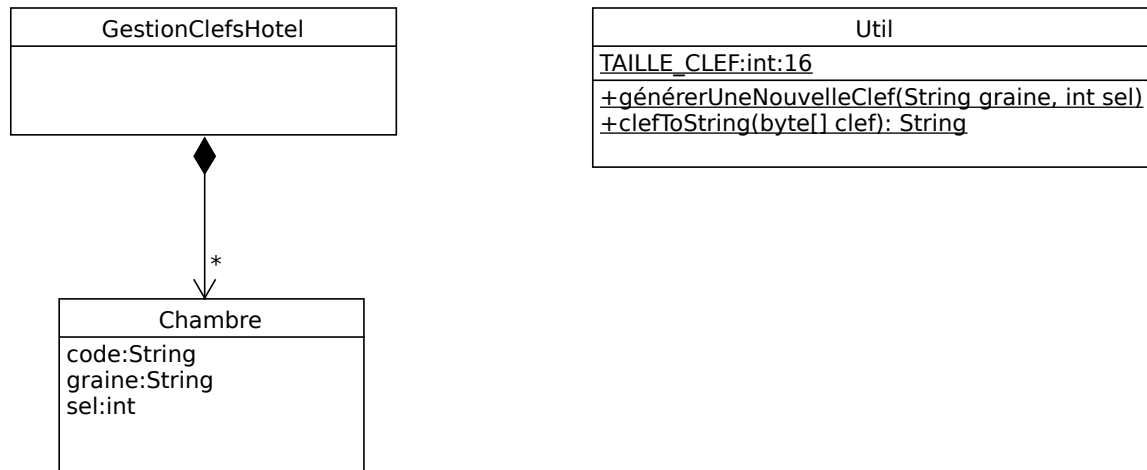 GestionClefsHotel
Util
TAILLE_CLEF:int:16
+générerUneNouvelleClef(String graine, int sel)
+clefToString(byte[] clef): String
*
Chambre
code:String
graine:String
sel:int